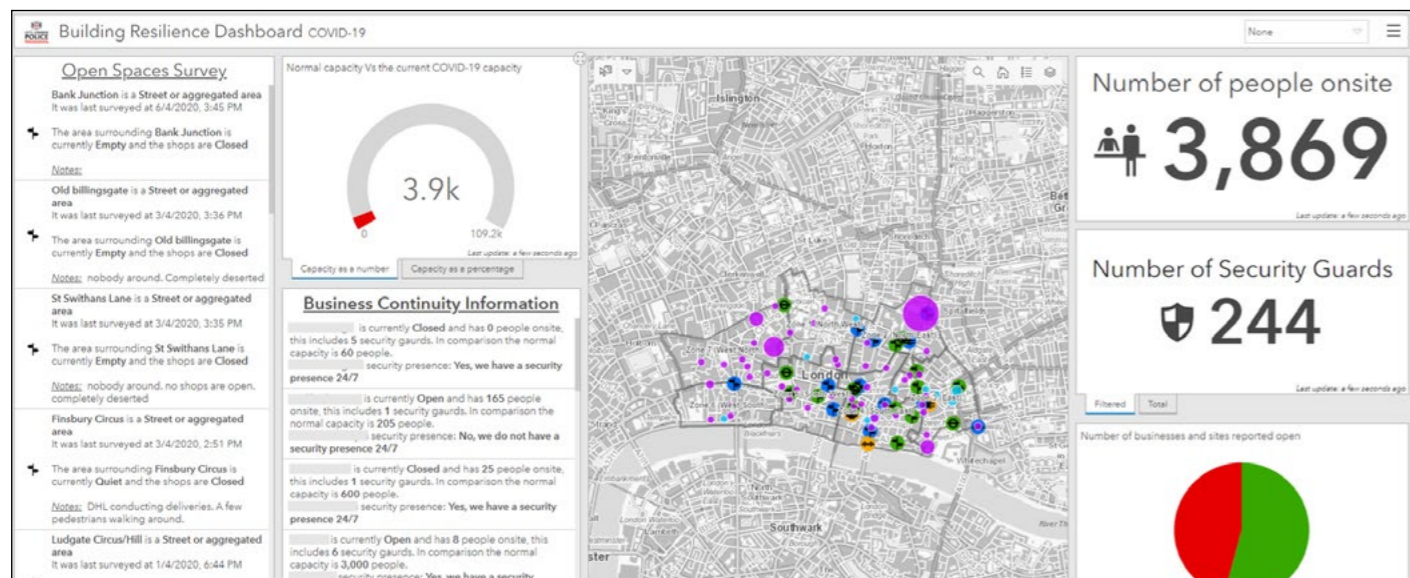 POLICE
Building Resilience Dashboard COVID-19
None
Open Spaces Survey
Bank Junction is a Street or aggregated area
It was last surveyed at 6/4/2020, 3:45 PM
The area surrounding Bank Junction is
currently Empty and the shops are Closed
Notes:
Old billingsgate is a Street or aggregated
area
It was last surveyed at 3/4/2020, 3:36 PM
The area surrounding Old billingsgate is
currently Empty and the shops are Closed
Notes: nobody around. Completely deserted
St Swithans Lane is a Street or aggregated
area
It was last surveyed at 3/4/2020, 3:35 PM
The area surrounding St Swithans Lane is
currently Empty and the shops are Closed
Notes: nobody around. no shops are open.
completely deserted
Finsbury Circus is a Street or aggregated
area
It was last surveyed at 3/4/2020, 2:51 PM
The area surrounding Finsbury Circus is
currently Quiet and the shops are Closed
Notes: DHL conducting deliveries. A few
pedestrians walking around.
Ludgate Circus/Hill is a Street or aggregated
area
It was last surveyed at 1/4/2020, 6:44 PM
Normal capacity Vs the current COVID-19 capacity
3.9k
0
109.2k
Last update: a few seconds ago
Capacity as a number
Capacity as a percentage
Business Continuity Information
is currently Closed and has 0 people onsite,
this includes 5 security gaurds. In comparison the normal
capacity is 60 people.
security presence: Yes, we have a security
presence 24/7
is currently Open and has 165 people
onsite, this includes 1 security gaurds. In comparison the
normal capacity is 205 people.
security presence: No, we do not have a
security presence 24/7
is currently Closed and has 25 people onsite,
this includes 1 security gaurds. In comparison the normal
capacity is 600 people.
security presence: Yes, we have a security
presence 24/7
is currently Open and has 8 people onsite, this
includes 6 security gaurds. In comparison the normal
capacity is 3,000 people.
security presence: Yes, we have a security
Islington
Hoxton
St Luke
Clerkenwell
Shoreditch
Spitalfields
London
Blackfriars
Whitechapel
Strand
North
Southwark
Southwark
Lambeth
Number of people onsite
3,869
Last update: a few seconds ago
Number of Security Guards
244
Last update: a few seconds ago
Filtered
Total
Number of businesses and sites reported open